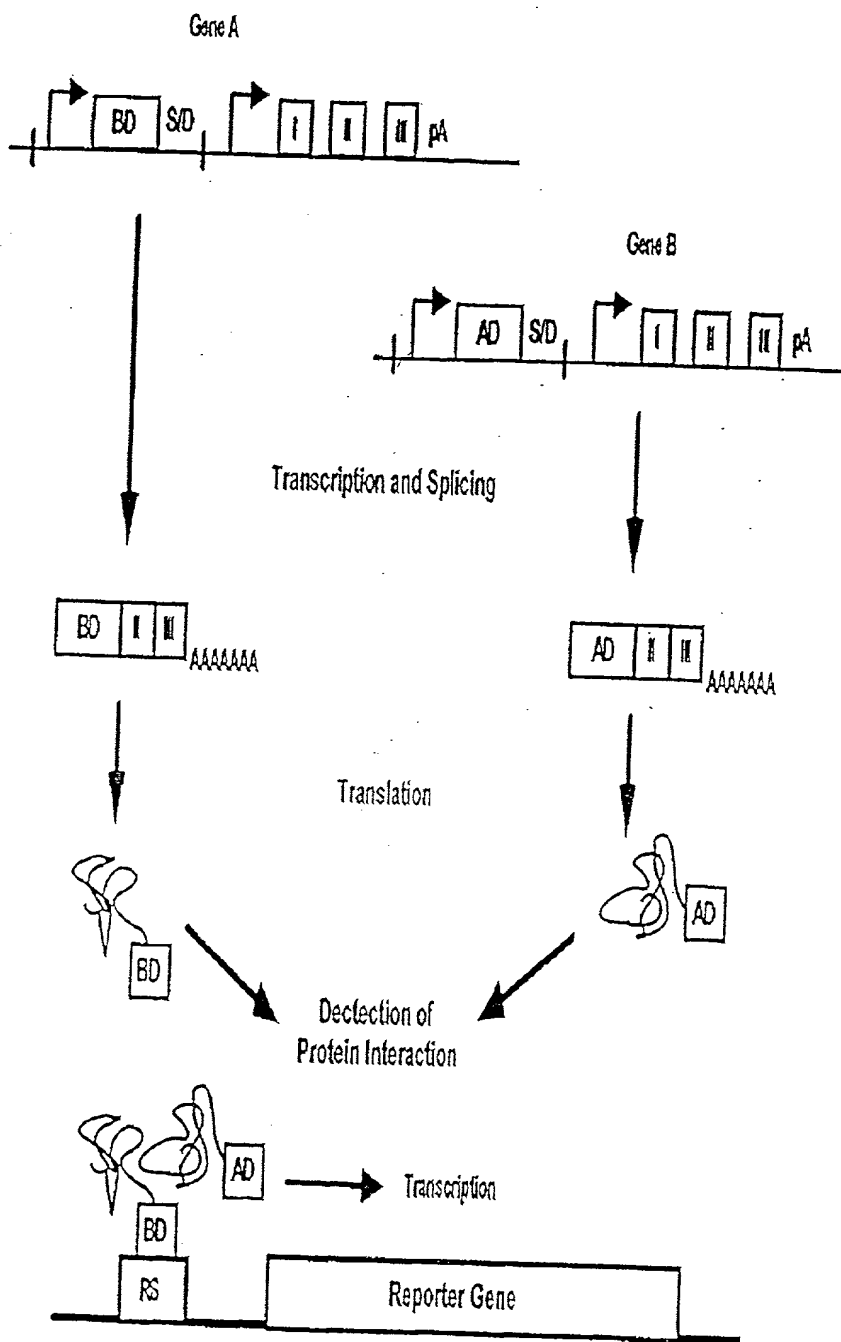 Gene A
BD S/D I II III pA
Gene B
AD S/D I II III pA
Transcription and Splicing
BD II III AAAAAAA
AD II III AAAAAAA
Translation
BD
AD
Dectection of
Protein Interaction
AD
Transcription
BD
RS
Reporter Gene